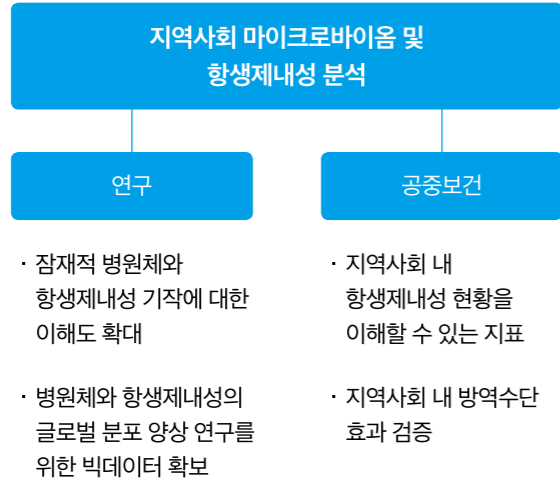 지역사회 마이크로바이옴 및
항생제내성 분석
연구
· 잠재적 병원체와
항생제내성 기작에 대한
이해도 확대
· 병원체와 항생제내성의
글로벌 분포 양상 연구를
위한 빅데이터 확보
공중보건
· 지역사회 내
항생제내성 현황을
이해할 수 있는 지표
· 지역사회 내 방역수단
효과 검증